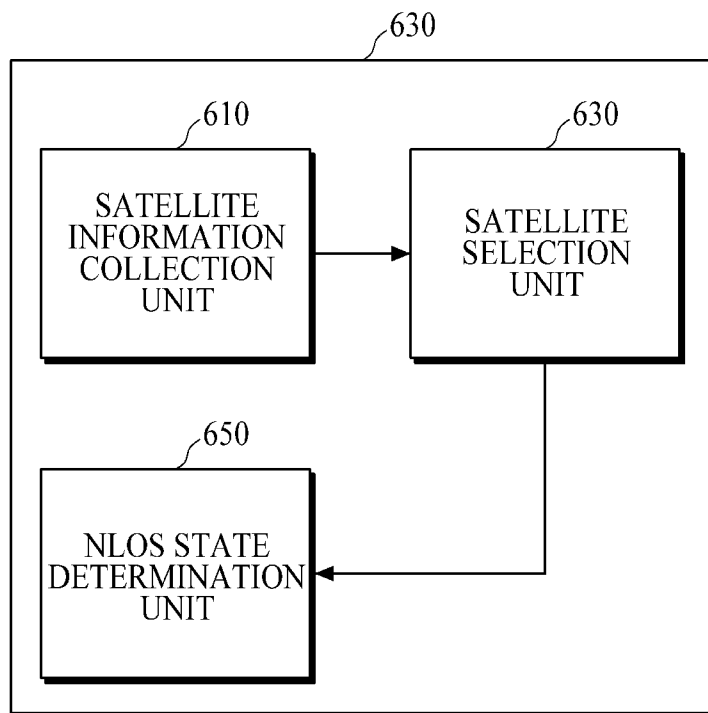 630
610
SATELLITE
INFORMATION
COLLECTION
UNIT
630
SATELLITE
SELECTION
UNIT
650
NLOS STATE
DETERMINATION
UNIT